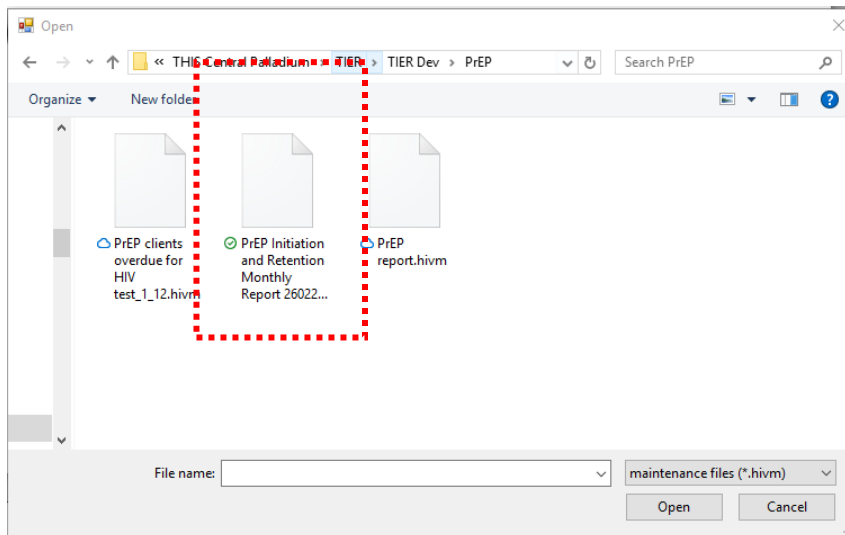 Open
« THIS Central Palladium › TIER › TIER Dev › PrEP
Search PrEP
Organize
New folder
PrEP clients
overdue for
HIV
test_1_12.hivm
PrEP Initiation
and Retention
Monthly
Report 26022...
PrEP
report.hivm
File name:
maintenance files (*.hivm)
Open
Cancel